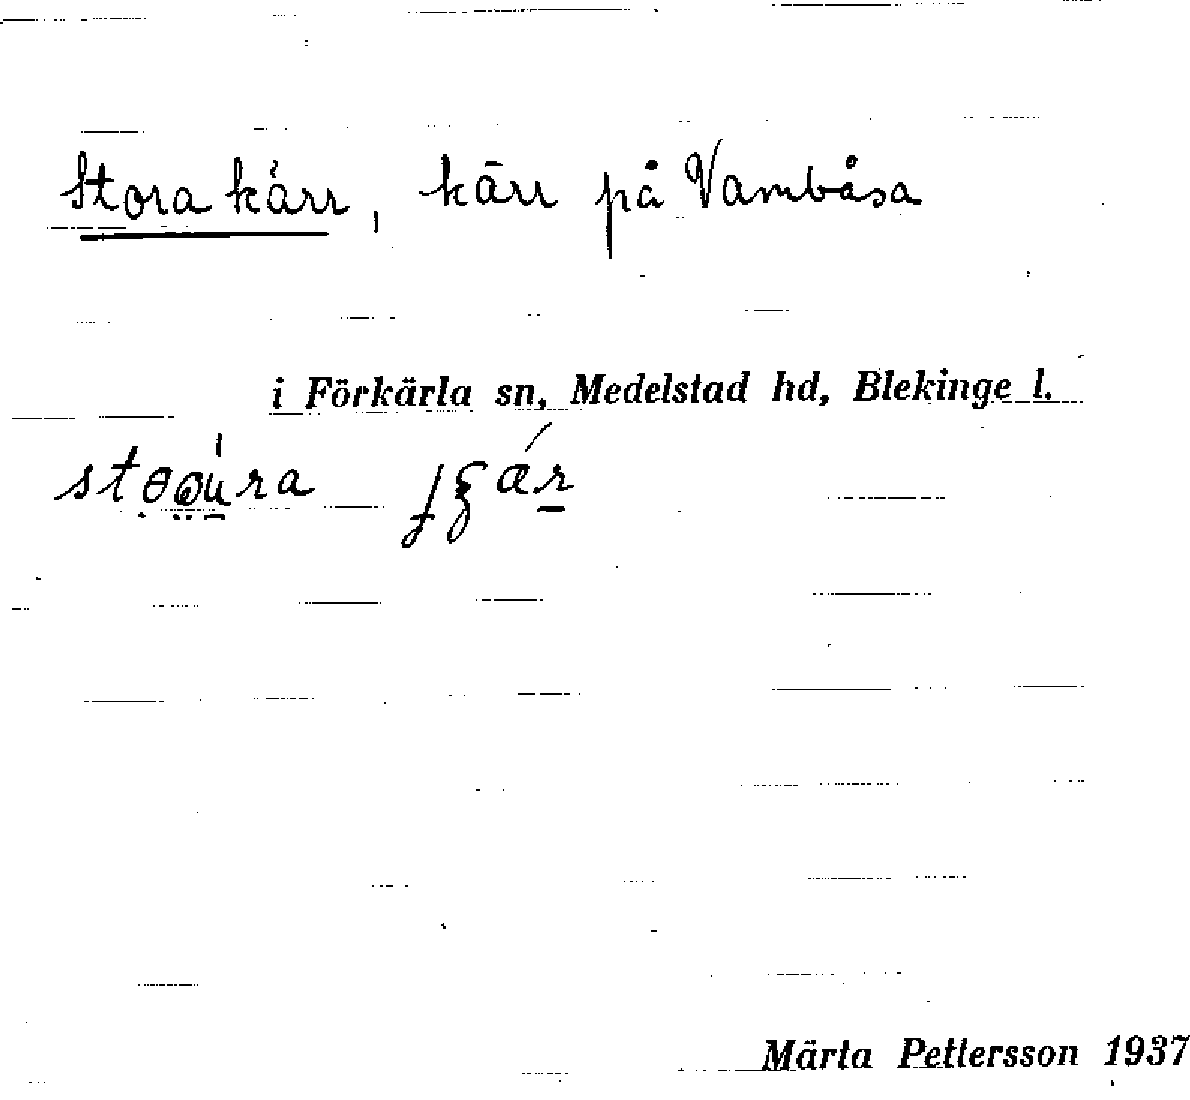 Stora kärr, kärr på Vambåsa
i Förkärla sn, Medelstad hd, Blekinge l.
Märta Pettersson 1937